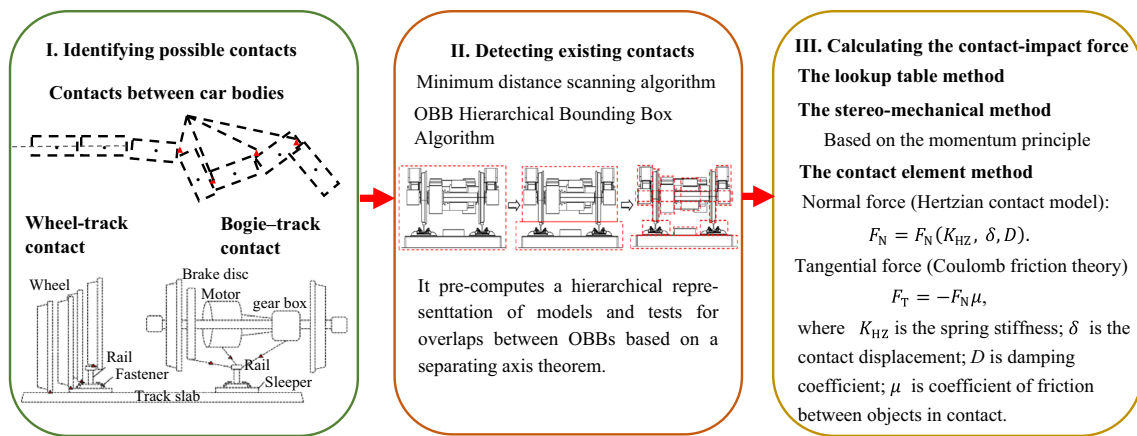 I. Identifying possible contacts
Contacts between car bodies
Wheel-track
contact
Bogie–track
contact
Wheel
Rail
Fastener
Track slab
Brake disc
Motor
gear box
Rail
Sleeper
II. Detecting existing contacts
Minimum distance scanning algorithm
OBB Hierarchical Bounding Box
Algorithm
It pre-computes a hierarchical repre-
senttation of models and tests for
overlaps between OBBs based on a
separating axis theorem.
III. Calculating the contact-impact force
The lookup table method
The stereo-mechanical method
Based on the momentum principle
The contact element method
Normal force (Hertzian contact model):
F_N = F_N(K_HZ, δ, D).
Tangential force (Coulomb friction theory)
F_T = −F_Nμ,
where K_HZ is the spring stiffness; δ is the
contact displacement; D is damping
coefficient; μ is coefficient of friction
between objects in contact.